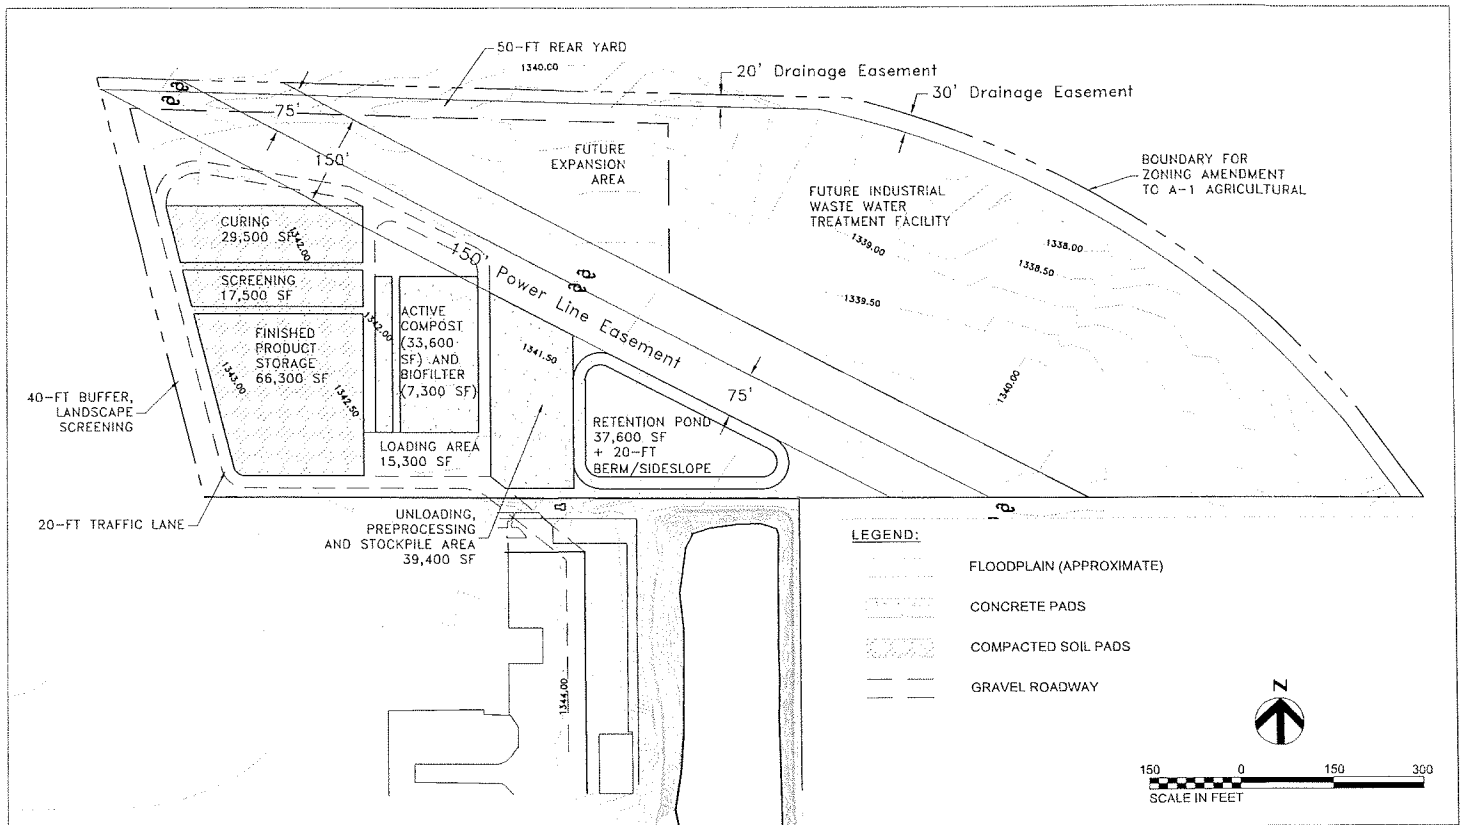 50-FT REAR YARD
1340.00
20' Drainage Easement
30' Drainage Easement
75'
150'
FUTURE
EXPANSION
AREA
BOUNDARY FOR
ZONING AMENDMENT
TO A-1 AGRICULTURAL
FUTURE INDUSTRIAL
WASTE WATER
TREATMENT FACILITY
CURING
29,500 SF
1342.00
1339.00
1338.00
1338.50
1339.50
150' Power Line Easement
SCREENING
17,500 SF
ACTIVE
COMPOST
(33,600
SF) AND
BIOFILTER
(7,300 SF)
1342.00
FINISHED
PRODUCT
STORAGE
66,300 SF
1343.00
1342.50
1341.50
1340.00
75'
40-FT BUFFER,
LANDSCAPE
SCREENING
RETENTION POND
37,600 SF
+ 20-FT
BERM/SIDESLOPE
LOADING AREA
15,300 SF
20-FT TRAFFIC LANE
UNLOADING,
PREPROCESSING
AND STOCKPILE AREA
39,400 SF
1344.00
LEGEND:
FLOODPLAIN (APPROXIMATE)
CONCRETE PADS
COMPACTED SOIL PADS
GRAVEL ROADWAY
N
150 0 150 300
SCALE IN FEET